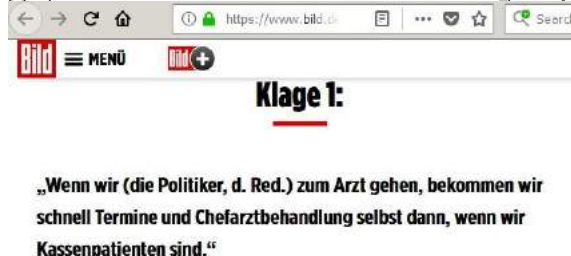 https://www.bild.de
Searc
Bild
MENÜ
Bild
Klage 1:
„Wenn wir (die Politiker, d. Red.) zum Arzt gehen, bekommen wir
schnell Termine und Chefarztbehandlung selbst dann, wenn wir
Kassenpatienten sind.“